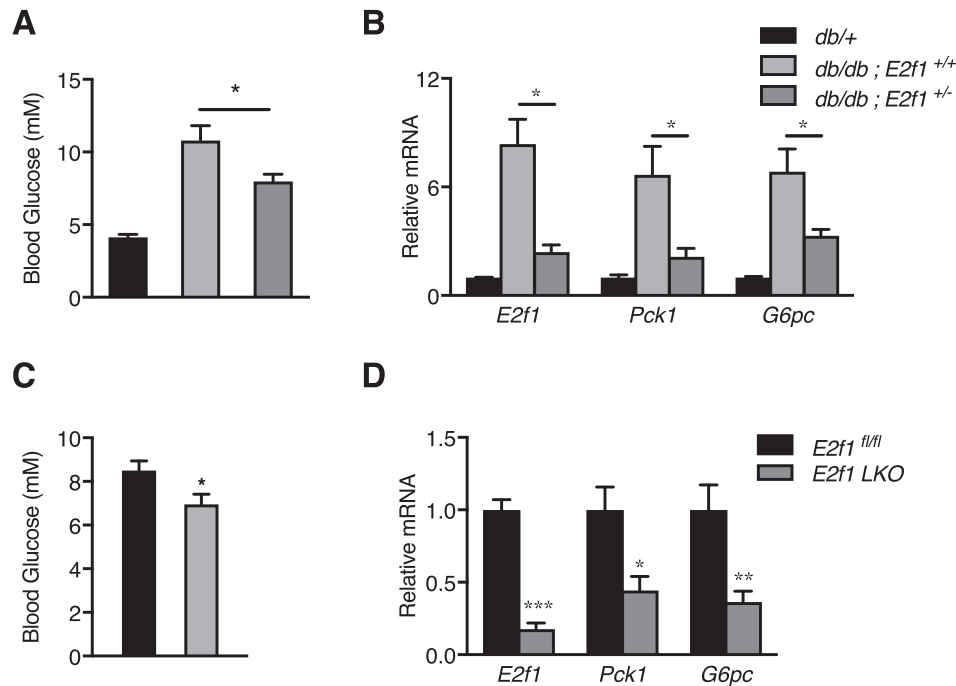 A
Blood Glucose (mM)
15
10
5
0
*
B
db/+
db/db ; E2f1 +/+
db/db ; E2f1 +/-
Relative mRNA
12
6
0
*
*
*
E2f1 Pck1 G6pc
C
Blood Glucose (mM)
10
8
6
4
2
0
*
D
E2f1 fl/fl
E2f1 LKO
Relative mRNA
1.5
1.0
0.5
0.0
***
*
**
E2f1 Pck1 G6pc